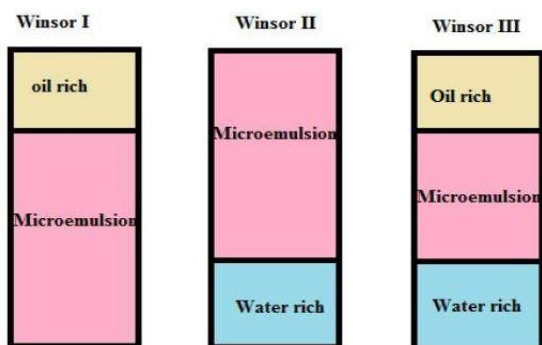 Winsor I
oil rich
Microemulsion
Winsor II
Microemulsion
Water rich
Winsor III
Oil rich
Microemulsion
Water rich